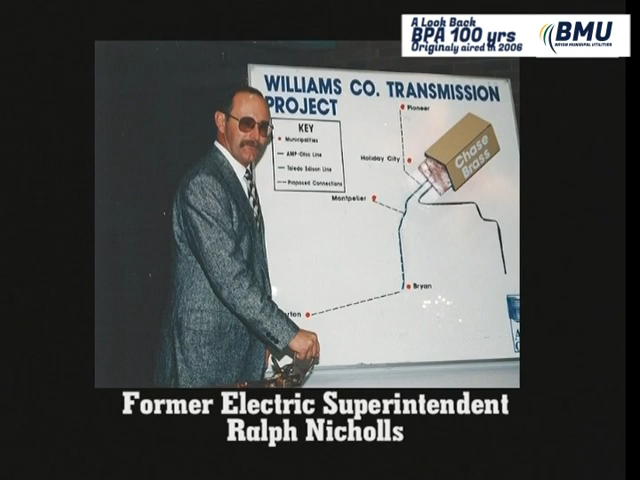 A Look Back
BPA 100 yrs
Originaly aired in 2006
BMU
BRYAN MUNICIPAL UTILITIES
WILLIAMS CO. TRANSMISSION
PROJECT
KEY
Municipalities
AMP-Ohio Line
Toledo Edison Line
Proposed Connections
Pioneer
Holiday City
Chase
Brass
Montpelier
Bryan
Former Electric Superintendent
Ralph Nicholls